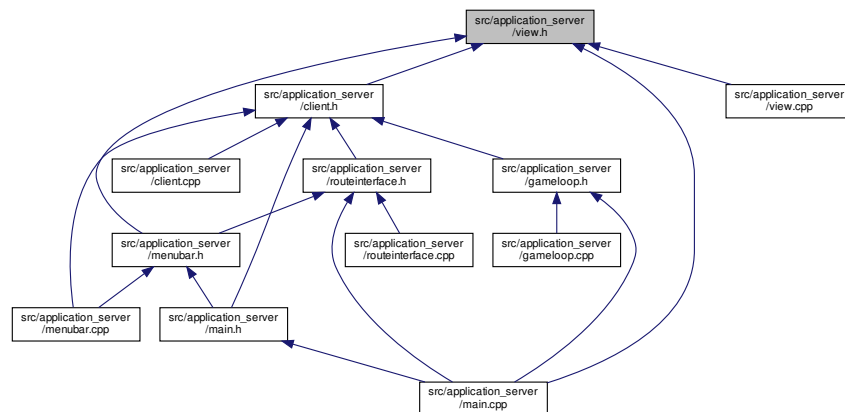 src/application_server
/view.h
src/application_server
/client.h
src/application_server
/view.cpp
src/application_server
/client.cpp
src/application_server
/routeinterface.h
src/application_server
/gameloop.h
src/application_server
/menubar.h
src/application_server
/routeinterface.cpp
src/application_server
/gameloop.cpp
src/application_server
/menubar.cpp
src/application_server
/main.h
src/application_server
/main.cpp